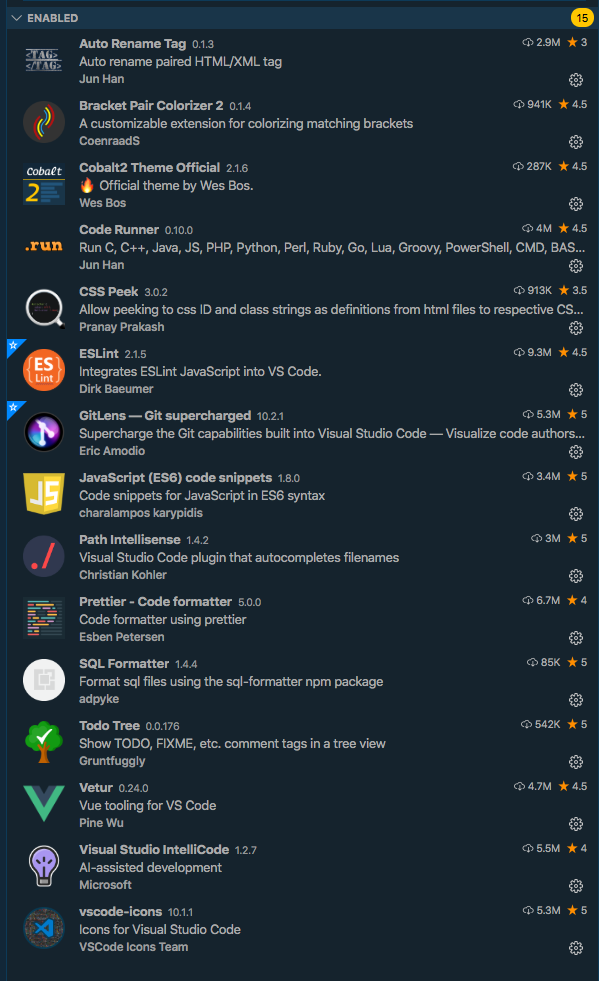 ENABLED 15
<TAG>
</TAG>
Auto Rename Tag 0.1.3 2.9M ★ 3
Auto rename paired HTML/XML tag
Jun Han
Bracket Pair Colorizer 2 0.1.4 941K ★ 4.5
A customizable extension for colorizing matching brackets
CoenraadS
Cobalt
2
Cobalt2 Theme Official 2.1.6 287K ★ 4.5
🔥 Official theme by Wes Bos.
Wes Bos
.run
Code Runner 0.10.0 4M ★ 4.5
Run C, C++, Java, JS, PHP, Python, Perl, Ruby, Go, Lua, Groovy, PowerShell, CMD, BAS...
Jun Han
CSS Peek 3.0.2 913K ★ 3.5
Allow peeking to css ID and class strings as definitions from html files to respective CS...
Pranay Prakash
{ES}
Lint
ESLint 2.1.5 9.3M ★ 4.5
Integrates ESLint JavaScript into VS Code.
Dirk Baeumer
GitLens — Git supercharged 10.2.1 5.3M ★ 5
Supercharge the Git capabilities built into Visual Studio Code — Visualize code authors...
Eric Amodio
JS
JavaScript (ES6) code snippets 1.8.0 3.4M ★ 5
Code snippets for JavaScript in ES6 syntax
charalampos karypidis
./
Path Intellisense 1.4.2 3M ★ 5
Visual Studio Code plugin that autocompletes filenames
Christian Kohler
Prettier - Code formatter 5.0.0 6.7M ★ 4
Code formatter using prettier
Esben Petersen
SQL Formatter 1.4.4 85K ★ 5
Format sql files using the sql-formatter npm package
adpyke
Todo Tree 0.0.176 542K ★ 5
Show TODO, FIXME, etc. comment tags in a tree view
Gruntfuggly
Vetur 0.24.0 4.7M ★ 4.5
Vue tooling for VS Code
Pine Wu
Visual Studio IntelliCode 1.2.7 5.5M ★ 4
AI-assisted development
Microsoft
vscode-icons 10.1.1 5.3M ★ 5
Icons for Visual Studio Code
VSCode Icons Team